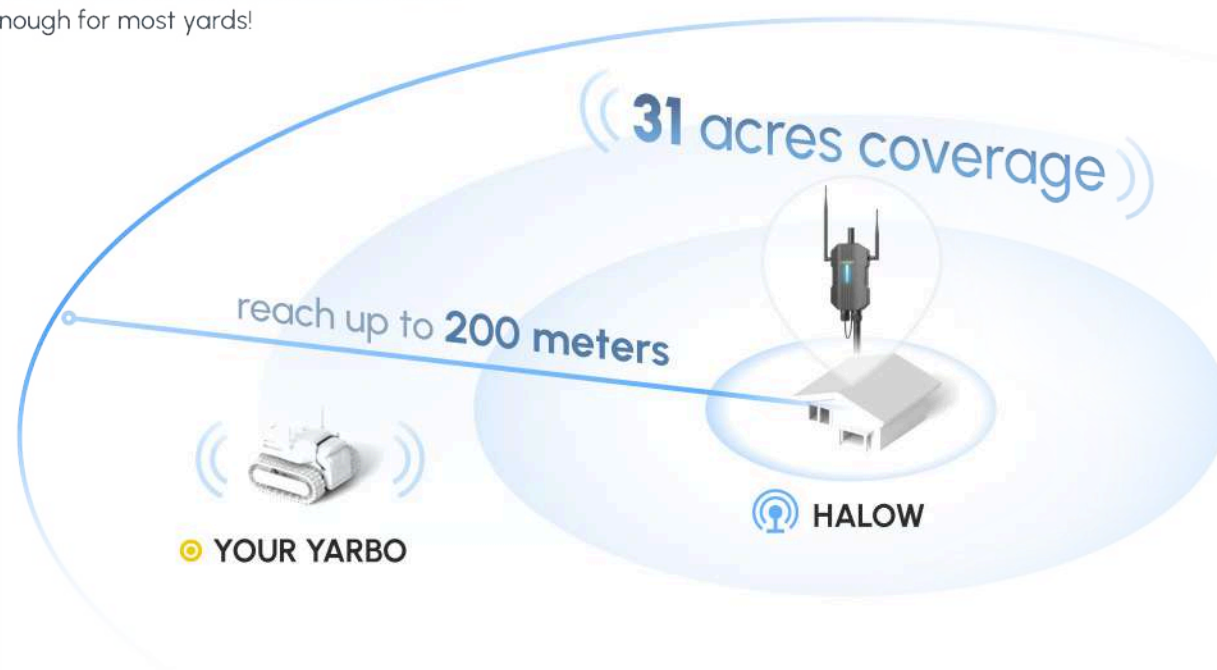 nough for most yards!
31 acres coverage
reach up to 200 meters
HALOW
YOUR YARBO